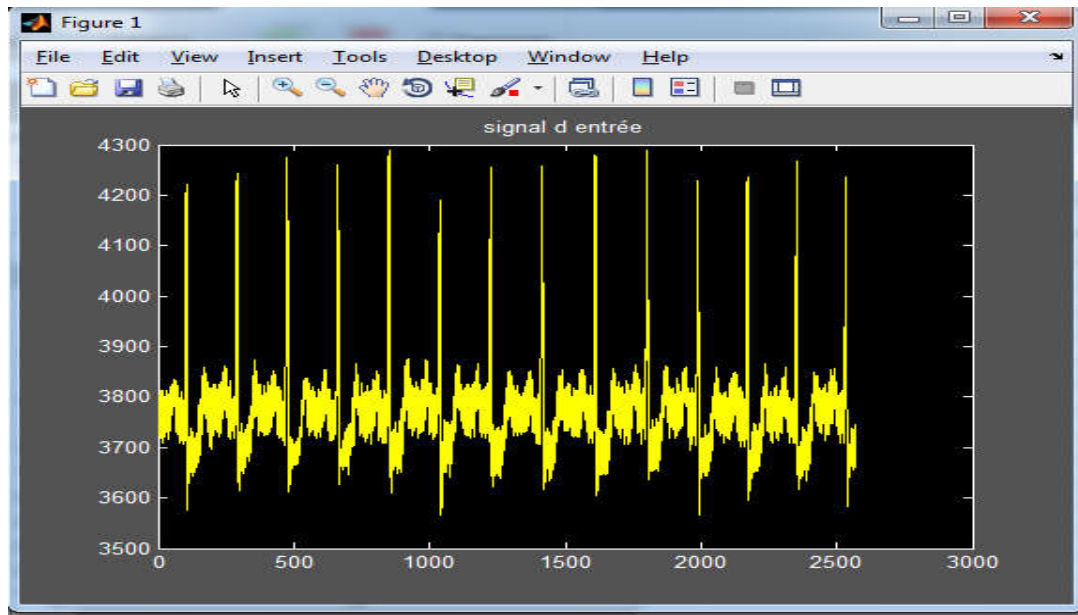 Figure 1
File Edit View Insert Tools Desktop Window Help
signal d entrée
4300
4200
4100
4000
3900
3800
3700
3600
3500
0 500 1000 1500 2000 2500 3000